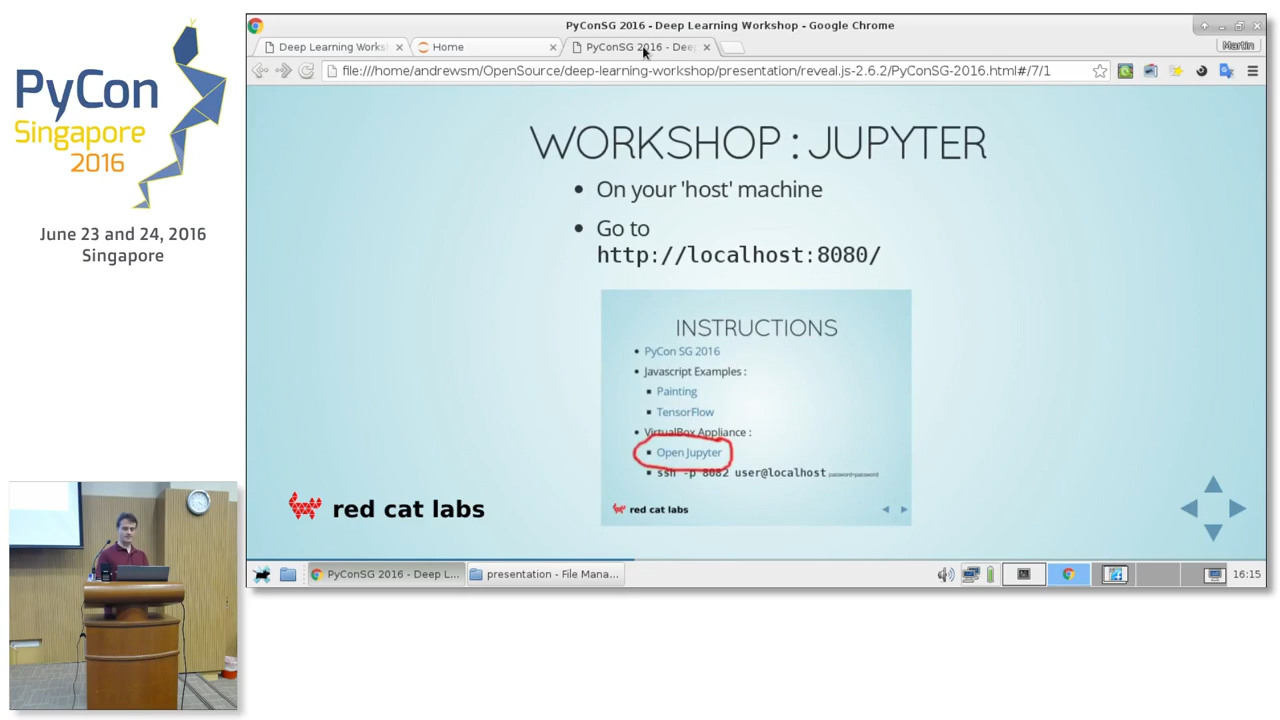 PyCon
Singapore
2016
June 23 and 24, 2016
Singapore
PyConSG 2016 - Deep Learning Workshop - Google Chrome
Deep Learning Works
Home
PyConSG 2016 - Dee
Martin
file:///home/andrewsm/OpenSource/deep-learning-workshop/presentation/reveal.js-2.6.2/PyConSG-2016.html#/7/1
WORKSHOP : JUPYTER
• On your 'host' machine
• Go to
http://localhost:8080/
INSTRUCTIONS
• PyCon SG 2016
• Javascript Examples :
▪ Painting
▪ TensorFlow
• VirtualBox Appliance :
▪ Open Jupyter
▪ ssh -p 8082 user@localhost password=password
red cat labs
red cat labs
PyConSG 2016 - Deep L...
presentation - File Mana...
16:15